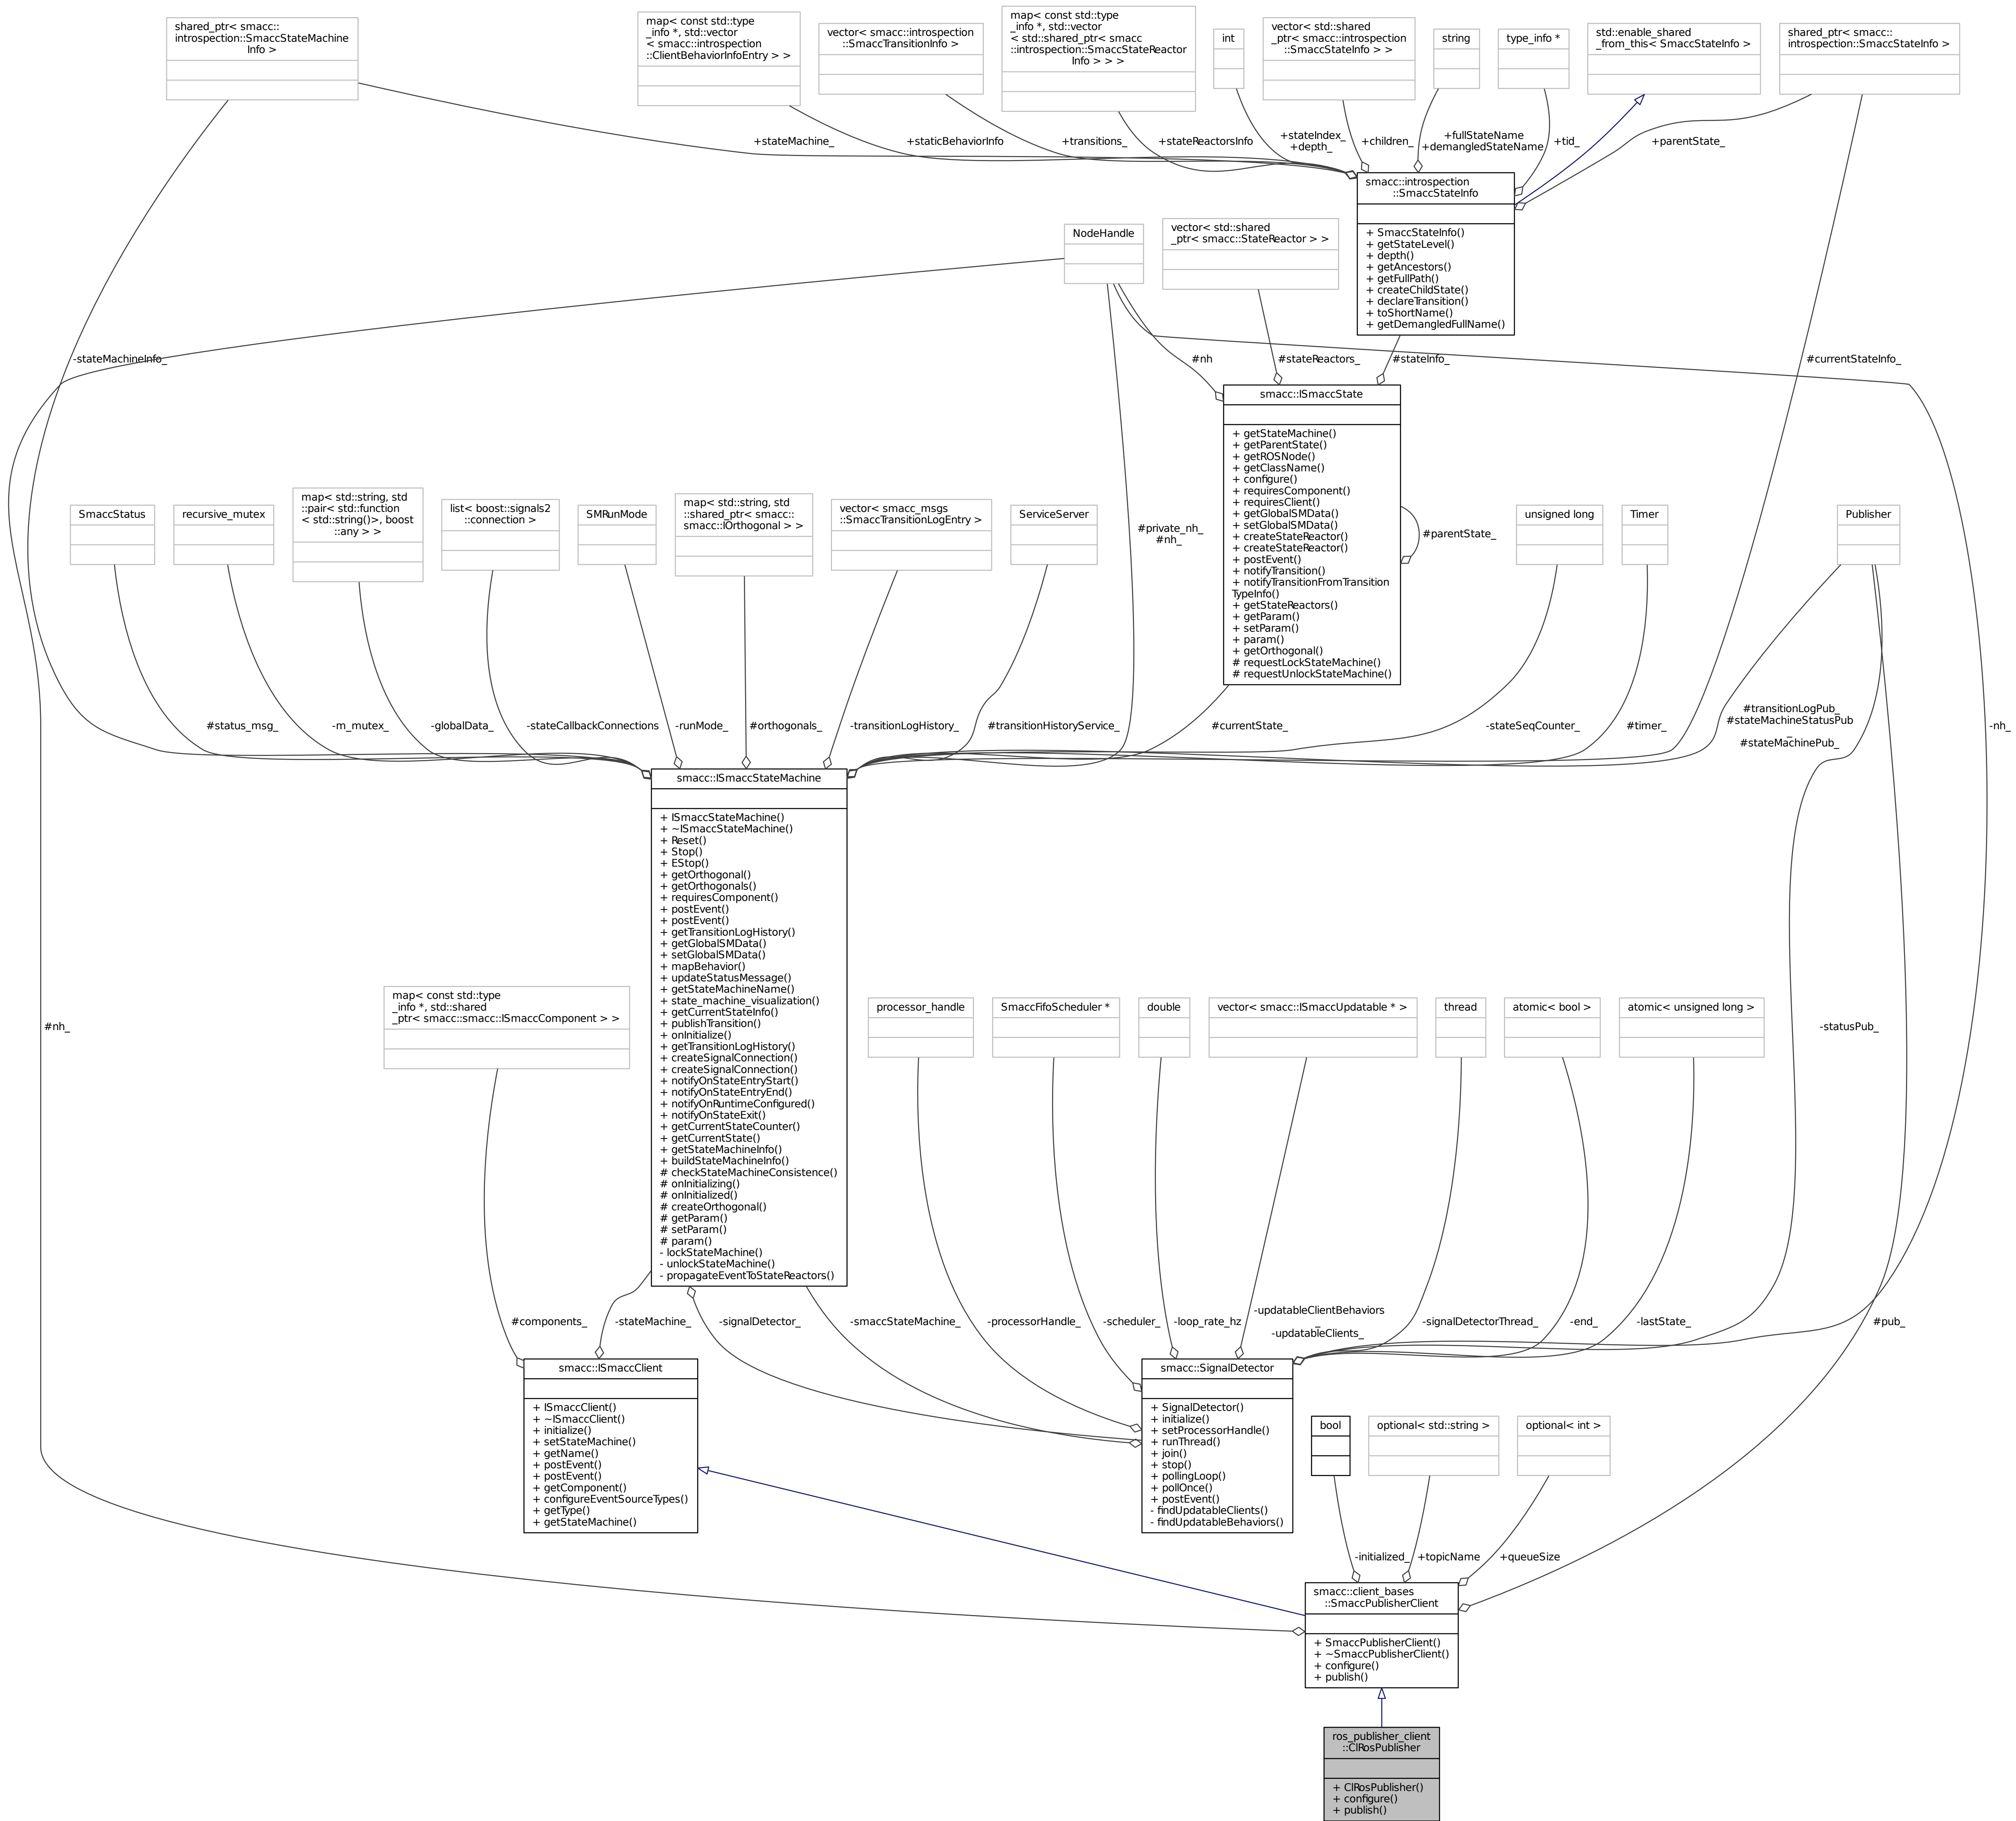 shared_ptr< smacc::
introspection::SmaccStateMachine
Info >
map< const std::type
_info *, std::vector
< smacc::introspection
::ClientBehaviorInfoEntry > >
vector< smacc::introspection
::SmaccTransitionInfo >
map< const std::type
_info *, std::vector
< std::shared_ptr< smacc
::introspection::SmaccStateReactor
Info > > >
int
vector< std::shared
_ptr< smacc::introspection
::SmaccStateInfo > >
string
type_info *
std::enable_shared
_from_this< SmaccStateInfo >
shared_ptr< smacc::
introspection::SmaccStateInfo >
+stateMachine_
+staticBehaviorInfo
+transitions_
+stateReactorsInfo
+stateIndex_
+depth_
+children_
+fullStateName
+demangledStateName
+tid_
+parentState_
smacc::introspection
::SmaccStateInfo
+ SmaccStateInfo()
+ getStateLevel()
+ depth()
+ getAncestors()
+ getFullPath()
+ createChildState()
+ declareTransition()
+ toShortName()
+ getDemangledFullName()
NodeHandle
vector< std::shared
_ptr< smacc::StateReactor > >
-stateMachineInfo_
#nh
#stateReactors_
#stateInfo_
#currentStateInfo_
smacc::ISmaccState
+ getStateMachine()
+ getParentState()
+ getROSNode()
+ getClassName()
+ configure()
+ requiresComponent()
+ requiresClient()
+ getGlobalSMData()
+ setGlobalSMData()
+ createStateReactor()
+ createStateReactor()
+ postEvent()
+ notifyTransition()
+ notifyTransitionFromTransition
TypeInfo()
+ getStateReactors()
+ getParam()
+ setParam()
+ param()
+ getOrthogonal()
# requestLockStateMachine()
# requestUnlockStateMachine()
#parentState_
SmaccStatus
recursive_mutex
map< std::string, std
::pair< std::function
< std::string()>, boost
::any > >
list< boost::signals2
::connection >
SMRunMode
map< std::string, std
::shared_ptr< smacc::
smacc::IOrthogonal > >
vector< smacc_msgs
::SmaccTransitionLogEntry >
ServiceServer
#private_nh_
#nh_
unsigned long
Timer
Publisher
#status_msg_
-m_mutex_
-globalData_
-stateCallbackConnections
-runMode_
#orthogonals_
-transitionLogHistory_
#transitionHistoryService_
#currentState_
-stateSeqCounter_
#timer_
#transitionLogPub_
#stateMachineStatusPub
_
#stateMachinePub_
-nh_
smacc::ISmaccStateMachine
+ ISmaccStateMachine()
+ ~ISmaccStateMachine()
+ Reset()
+ Stop()
+ EStop()
+ getOrthogonal()
+ getOrthogonals()
+ requiresComponent()
+ postEvent()
+ postEvent()
+ getTransitionLogHistory()
+ getGlobalSMData()
+ setGlobalSMData()
+ mapBehavior()
+ updateStatusMessage()
+ getStateMachineName()
+ state_machine_visualization()
+ getCurrentStateInfo()
+ publishTransition()
+ onInitialize()
+ getTransitionLogHistory()
+ createSignalConnection()
+ createSignalConnection()
+ notifyOnStateEntryStart()
+ notifyOnStateEntryEnd()
+ notifyOnRuntimeConfigured()
+ notifyOnStateExit()
+ getCurrentStateCounter()
+ getCurrentState()
+ getStateMachineInfo()
+ buildStateMachineInfo()
# checkStateMachineConsistence()
# onInitializing()
# onInitialized()
# createOrthogonal()
# getParam()
# setParam()
# param()
- lockStateMachine()
- unlockStateMachine()
- propagateEventToStateReactors()
#nh_
map< const std::type
_info *, std::shared
_ptr< smacc::smacc::ISmaccComponent > >
processor_handle
SmaccFifoScheduler *
double
vector< smacc::ISmaccUpdatable * >
thread
atomic< bool >
atomic< unsigned long >
-statusPub_
#components_
-stateMachine_
-signalDetector_
-smaccStateMachine_
-processorHandle_
-scheduler_
-loop_rate_hz
-updatableClientBehaviors
_
-updatableClients_
-signalDetectorThread_
-end_
-lastState_
#pub_
smacc::ISmaccClient
+ ISmaccClient()
+ ~ISmaccClient()
+ initialize()
+ setStateMachine()
+ getName()
+ postEvent()
+ postEvent()
+ getComponent()
+ configureEventSourceTypes()
+ getType()
+ getStateMachine()
smacc::SignalDetector
+ SignalDetector()
+ initialize()
+ setProcessorHandle()
+ runThread()
+ join()
+ stop()
+ pollingLoop()
+ pollOnce()
+ postEvent()
- findUpdatableClients()
- findUpdatableBehaviors()
bool
optional< std::string >
optional< int >
-initialized_
+topicName
+queueSize
smacc::client_bases
::SmaccPublisherClient
+ SmaccPublisherClient()
+ ~SmaccPublisherClient()
+ configure()
+ publish()
ros_publisher_client
::ClRosPublisher
+ ClRosPublisher()
+ configure()
+ publish()